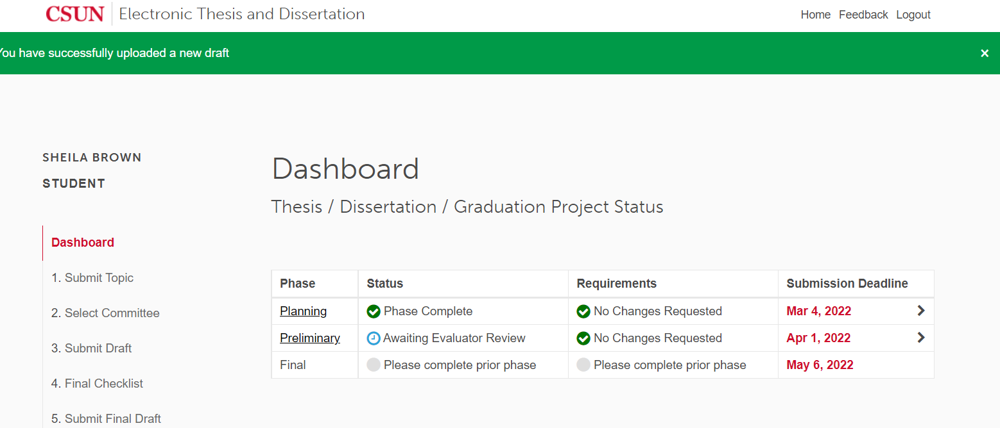 CSUN Electronic Thesis and Dissertation Home Feedback Logout
You have successfully uploaded a new draft ×
SHEILA BROWN
STUDENT
Dashboard
Thesis / Dissertation / Graduation Project Status
Dashboard
1. Submit Topic
2. Select Committee
3. Submit Draft
4. Final Checklist
5. Submit Final Draft
Phase Status Requirements Submission Deadline
Planning Phase Complete No Changes Requested Mar 4, 2022
Preliminary Awaiting Evaluator Review No Changes Requested Apr 1, 2022
Final Please complete prior phase Please complete prior phase May 6, 2022